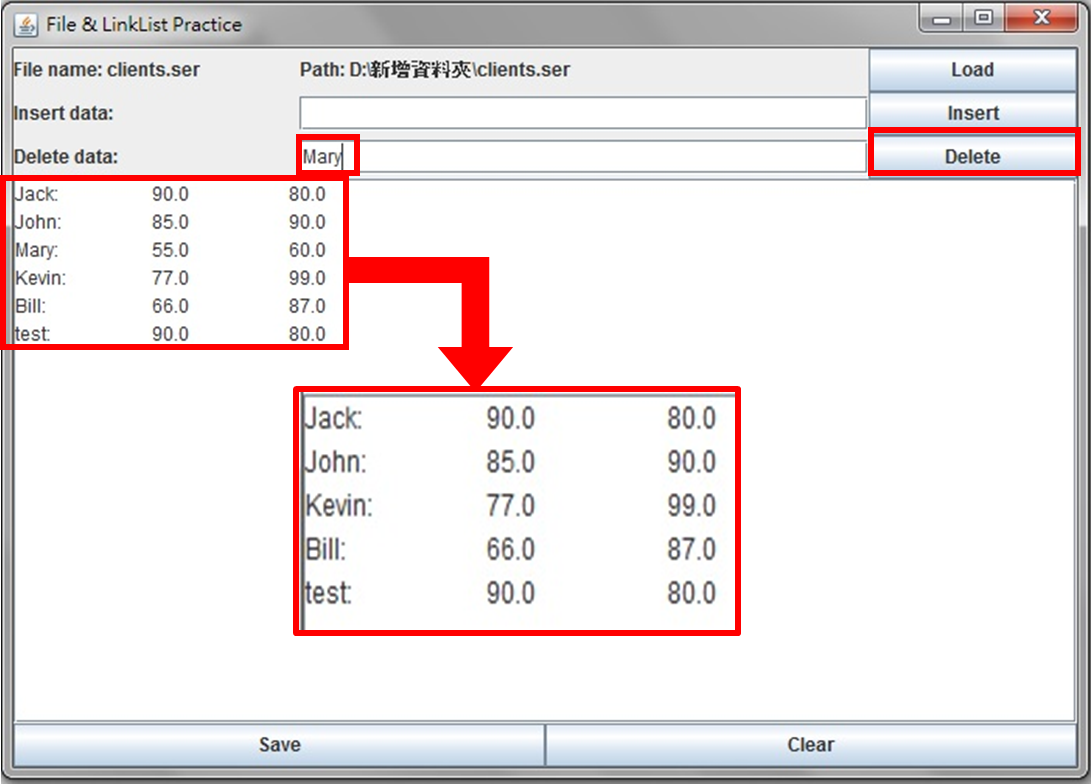 File & LinkList Practice
File name: clients.ser Path: D:\新增資料夾\clients.ser Load
Insert data: Insert
Delete data: Mary Delete
Jack: 90.0 80.0
John: 85.0 90.0
Mary: 55.0 60.0
Kevin: 77.0 99.0
Bill: 66.0 87.0
test: 90.0 80.0
Jack: 90.0 80.0
John: 85.0 90.0
Kevin: 77.0 99.0
Bill: 66.0 87.0
test: 90.0 80.0
Save Clear